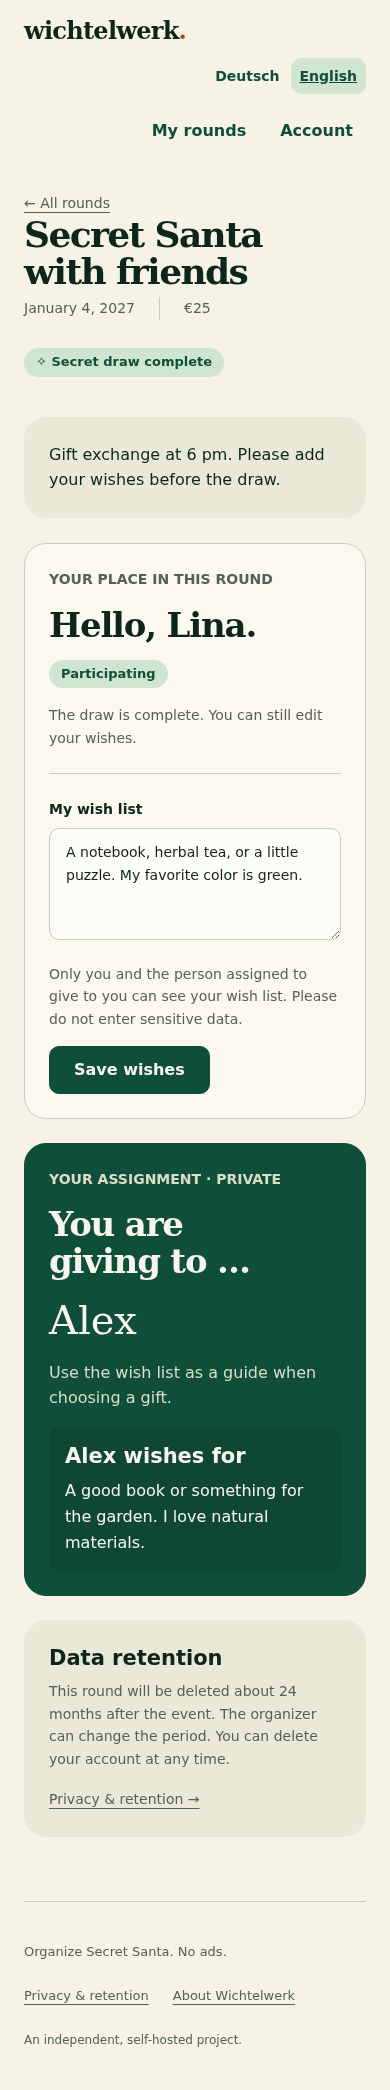 wichtelwerk.
Deutsch English
My rounds Account
← All rounds
Secret Santa
with friends
January 4, 2027 €25
✧ Secret draw complete
Gift exchange at 6 pm. Please add
your wishes before the draw.
YOUR PLACE IN THIS ROUND
Hello, Lina.
Participating
The draw is complete. You can still edit
your wishes.
My wish list
A notebook, herbal tea, or a little
puzzle. My favorite color is green.
Only you and the person assigned to
give to you can see your wish list. Please
do not enter sensitive data.
Save wishes
YOUR ASSIGNMENT · PRIVATE
You are
giving to …
Alex
Use the wish list as a guide when
choosing a gift.
Alex wishes for
A good book or something for
the garden. I love natural
materials.
Data retention
This round will be deleted about 24
months after the event. The organizer
can change the period. You can delete
your account at any time.
Privacy & retention →
Organize Secret Santa. No ads.
Privacy & retention About Wichtelwerk
An independent, self-hosted project.